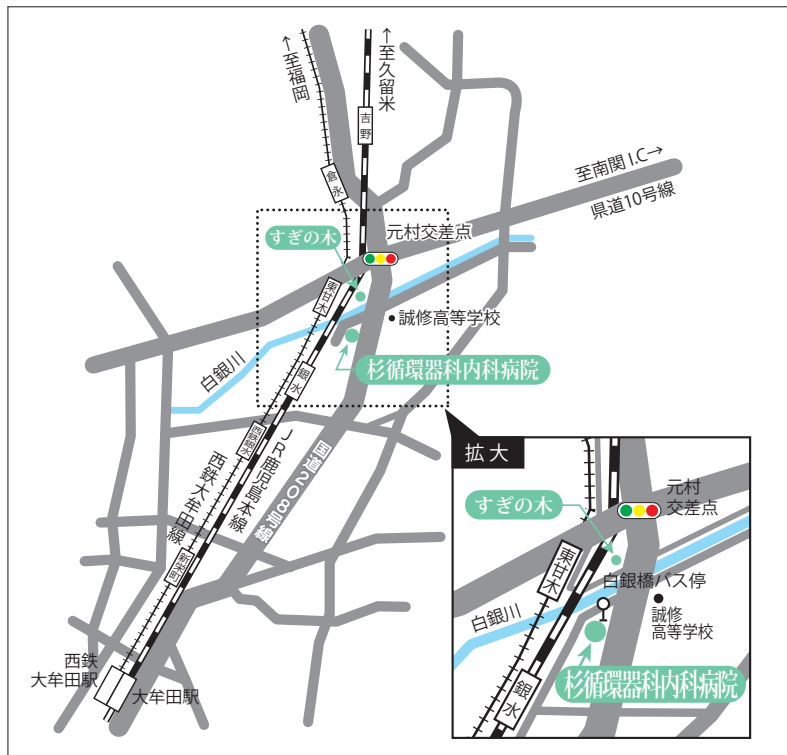 ←至福岡
←至久留米
吉野
倉永
至南関 I.C→
県道10号線
元村交差点
すぎの木
東甘木
誠修高等学校
白銀川
杉循環器科内科病院
銀水
西鉄銀水
JR鹿児島本線
国道208号線
西鉄大牟田線
新栄町
西鉄
大牟田駅
大牟田駅
拡大
元村
交差点
すぎの木
東甘木
白銀橋バス停
白銀川
誠修
高等学校
杉循環器科内科病院
銀水